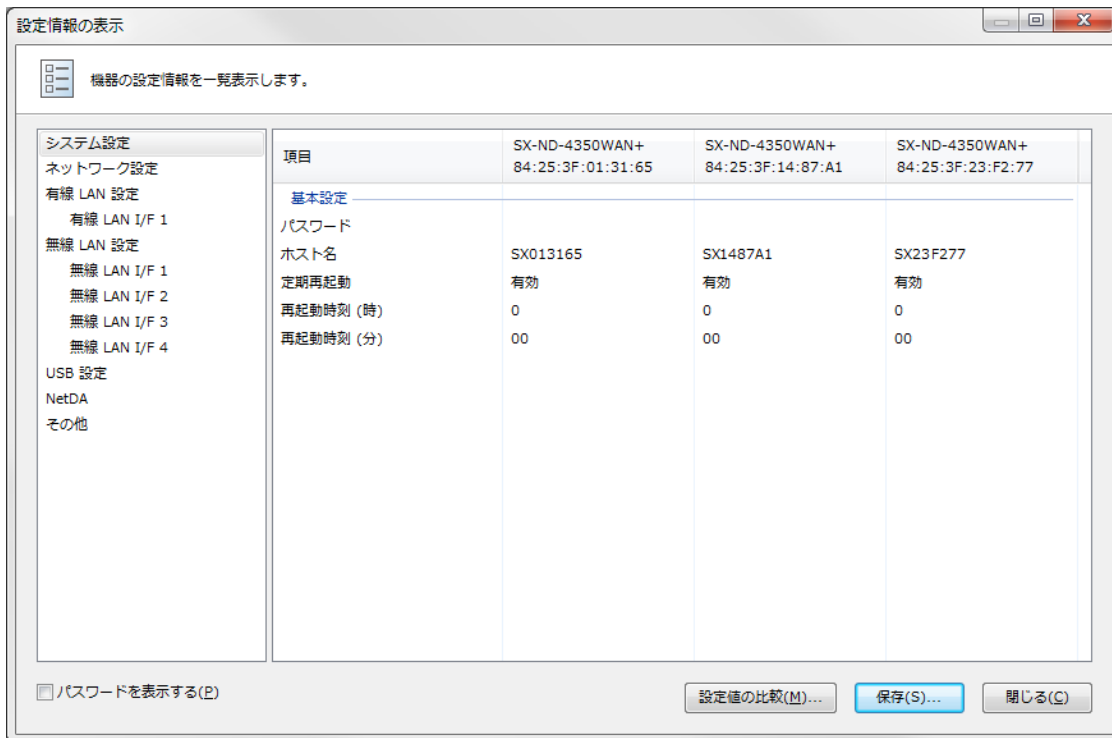 設定情報の表示
機器の設定情報を一覧表示します。
システム設定
ネットワーク設定
有線 LAN 設定
有線 LAN I/F 1
無線 LAN 設定
無線 LAN I/F 1
無線 LAN I/F 2
無線 LAN I/F 3
無線 LAN I/F 4
USB 設定
NetDA
その他
項目 SX-ND-4350WAN+ SX-ND-4350WAN+ SX-ND-4350WAN+
84:25:3F:01:31:65 84:25:3F:14:87:A1 84:25:3F:23:F2:77
基本設定
パスワード
ホスト名 SX013165 SX1487A1 SX23F277
定期再起動 有効 有効 有効
再起動時刻 (時) 0 0 0
再起動時刻 (分) 00 00 00
パスワードを表示する(P) 設定値の比較(M)... 保存(S)... 閉じる(C)